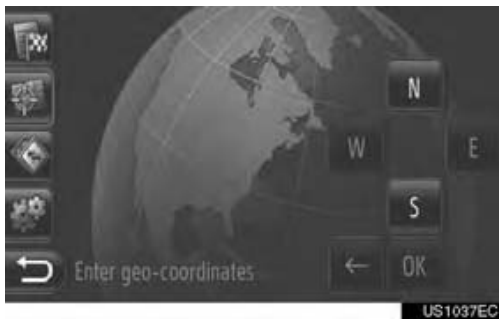 N
W
E
S
Enter geo-coordinates
← OK
US1037EC